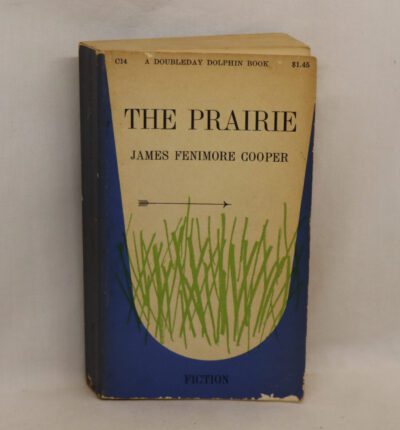 C14 A DOUBLEDAY DOLPHIN BOOK $1.45
THE PRAIRIE
JAMES FENIMORE COOPER
FICTION